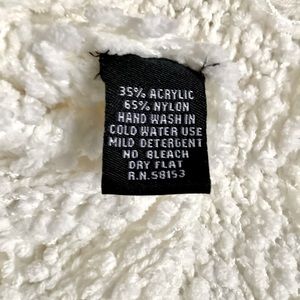 35% ACRYLIC
65% NYLON
HAND WASH IN
COLD WATER USE
MILD DETERGENT
NO BLEACH
DRY FLAT
R.N.58153